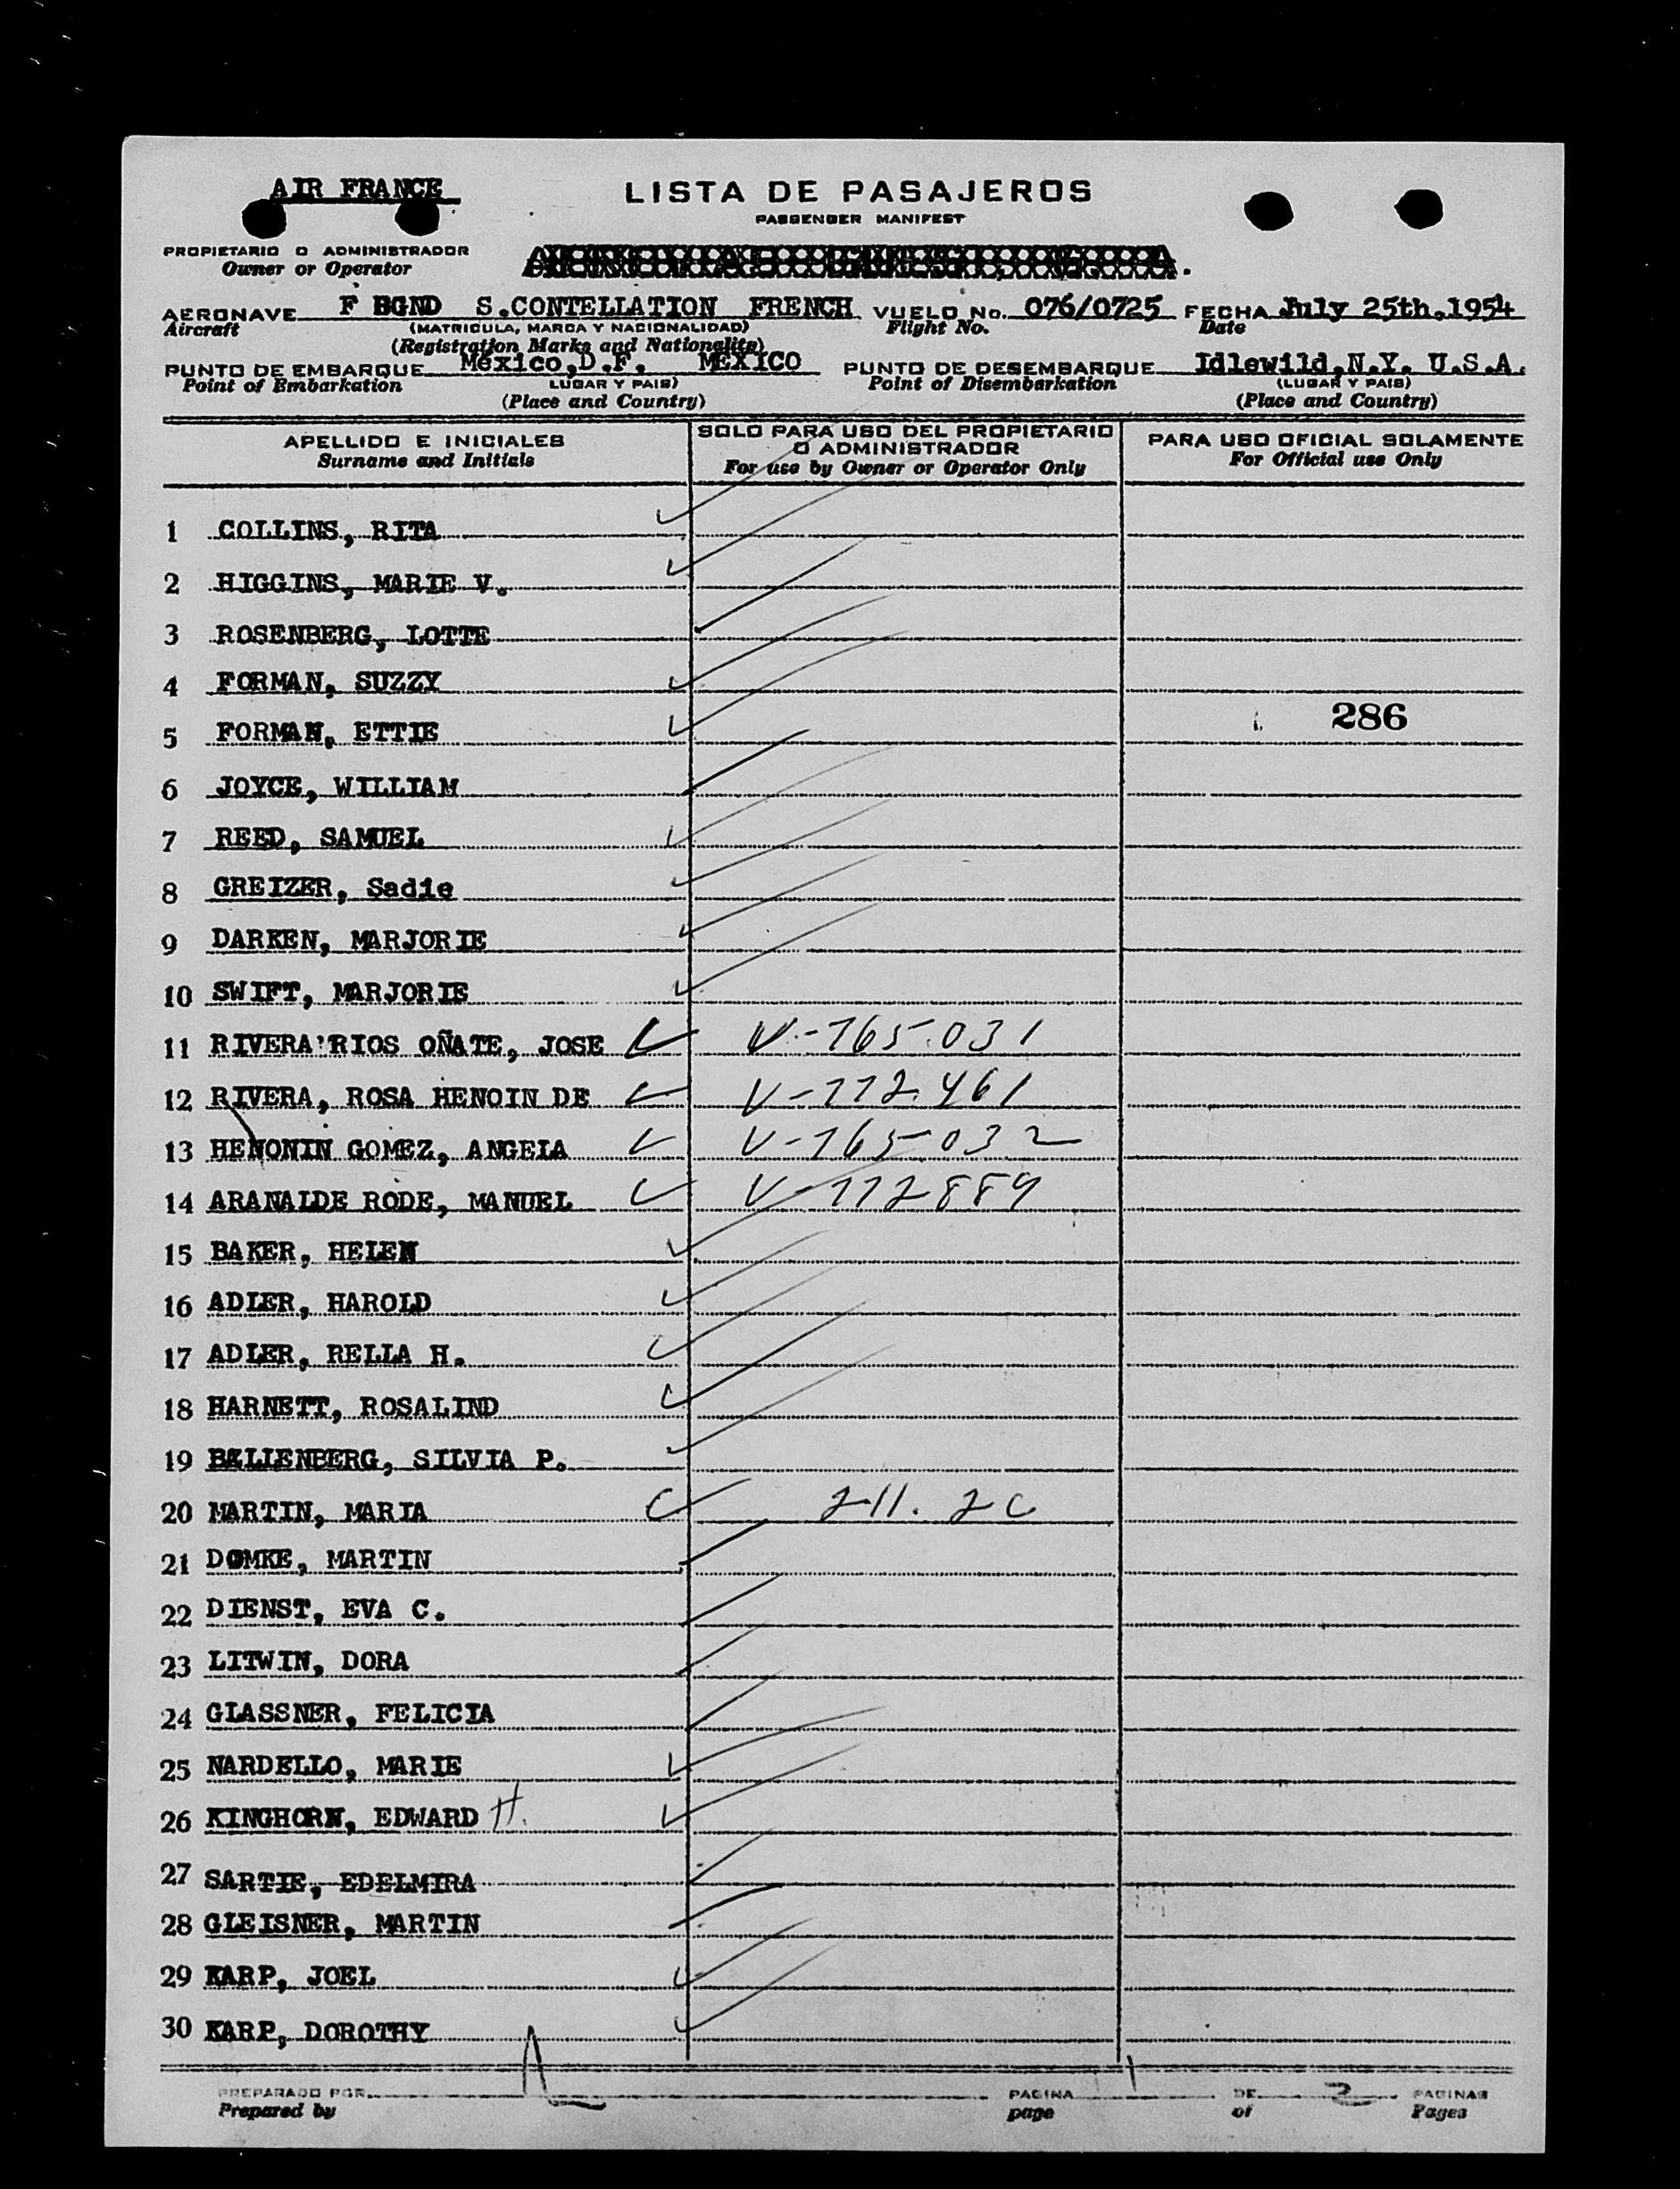 AIR FRANCE
LISTA DE PASAJEROS
PASSENGER MANIFEST
PROPIETARIO O ADMINISTRADOR
Owner or Operator
AERONAVE F BGND S.CONTELLATION FRENCH VUELO No. 076/0725 FECHA July 25th.1954
Aircraft (MATRICULA, MARCA Y NACIONALIDAD) Flight No. Date
(Registration Marks and Nationality)
PUNTO DE EMBARQUE México,D.F. MEXICO PUNTO DE DESEMBARQUE Idlewild,N.Y. U.S.A.
Point of Embarkation (LUGAR Y PAIS) Point of Disembarkation (LUGAR Y PAIS)
(Place and Country) (Place and Country)
APELLIDO E INICIALES SOLO PARA USO DEL PROPIETARIO O ADMINISTRADOR PARA USO OFICIAL SOLAMENTE
Surname and Initials For use by Owner or Operator Only For Official use Only
1 COLLINS, RITA
2 HIGGINS, MARIE V.
3 ROSENBERG, LOTTE
4 FORMAN, SUZZY
286
5 FORMAN, ETTIE
6 JOYCE, WILLIAM
7 REED, SAMUEL
8 GREIZER, Sadie
9 DARKEN, MARJORIE
10 SWIFT, MARJORIE
11 RIVERA'RIOS OÑATE, JOSE V-765.031
12 RIVERA, ROSA HENOIN DE V-772.461
13 HENONIN GOMEZ, ANGELA V-765.032
14 ARANALDE RODE, MANUEL V-772889
15 BAKER, HELEN
16 ADLER, HAROLD
17 ADLER, RELLA H.
18 HARNETT, ROSALIND
19 BALLENBERG, SILVIA P.
20 MARTIN, MARIA 211.20
21 DOMKE, MARTIN
22 DIENST, EVA C.
23 LITWIN, DORA
24 GLASSNER, FELICIA
25 NARDELLO, MARIE
26 KINGHORN, EDWARD H.
27 SARTIE, EDELMIRA
28 GLEISNER, MARTIN
29 KARP, JOEL
30 KARP, DOROTHY
PREPARADO POR PAGINA 1 DE PAGINAS
Prepared by page of Pages